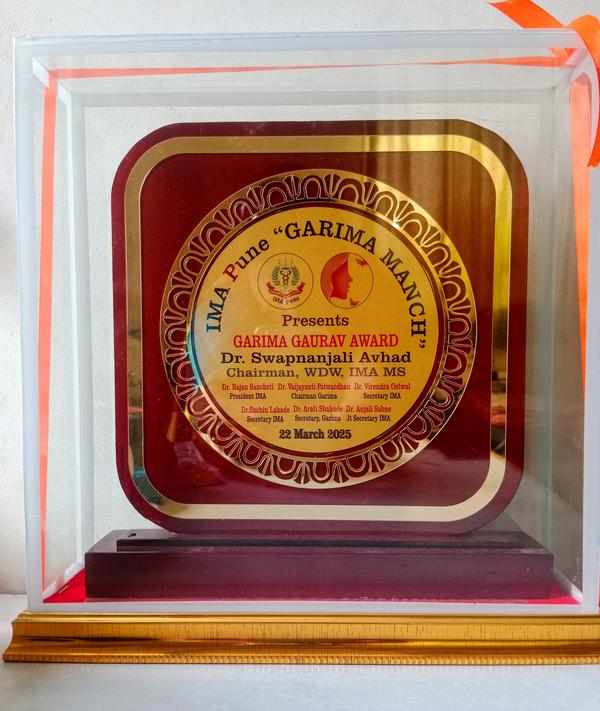 IMA Pune “GARIMA MANCH”
IMA Pune
Presents
GARIMA GAURAV AWARD
Dr. Swapnanjali Avhad
Chairman, WDW, IMA MS
Dr. Rajan Sancheti Dr. Vaijayanti Patwardhan Dr. Virendra Ostwal
President IMA Chairman Garima Secretary IMA
Dr.Sachin Lakade Dr. Arati Shahade Dr. Anjali Sabne
Secretary IMA Secretary, Garima Jt Secretary IMA
22 March 2025